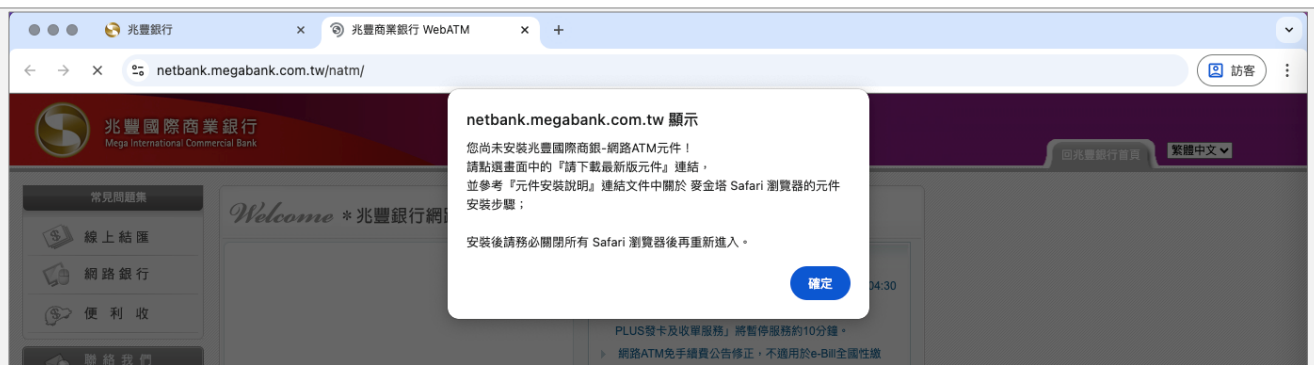 兆豐銀行
兆豐商業銀行 WebATM
netbank.megabank.com.tw/natm/
訪客
兆豐國際商業銀行
Mega International Commercial Bank
netbank.megabank.com.tw 顯示
您尚未安裝兆豐國際商銀-網路ATM元件！
請點選畫面中的『請下載最新版元件』連結，
並參考『元件安裝說明』連結文件中關於 麥金塔 Safari 瀏覽器的元件
安裝步驟；
安裝後請務必關閉所有 Safari 瀏覽器後再重新進入。
確定
回兆豐銀行首頁
繁體中文
常見問題集
線上結匯
網路銀行
便利收
聯絡我們
Welcome *兆豐銀行網
04:30
PLUS發卡及收單服務」將暫停服務約10分鐘。
網路ATM免手續費公告修正，不適用於e-Bill全國性繳